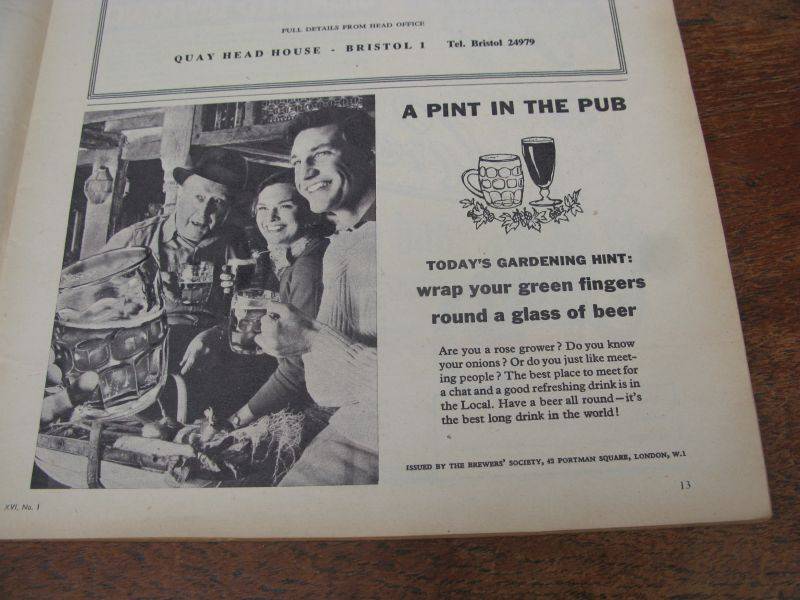 FULL DETAILS FROM HEAD OFFICE
QUAY HEAD HOUSE - BRISTOL 1 Tel. Bristol 24979
A PINT IN THE PUB
TODAY'S GARDENING HINT:
wrap your green fingers
round a glass of beer
Are you a rose grower? Do you know
your onions? Or do you just like meet-
ing people? The best place to meet for
a chat and a good refreshing drink is in
the Local. Have a beer all round—it's
the best long drink in the world!
ISSUED BY THE BREWERS' SOCIETY, 42 PORTMAN SQUARE, LONDON, W.1
13
XVI, No. 1